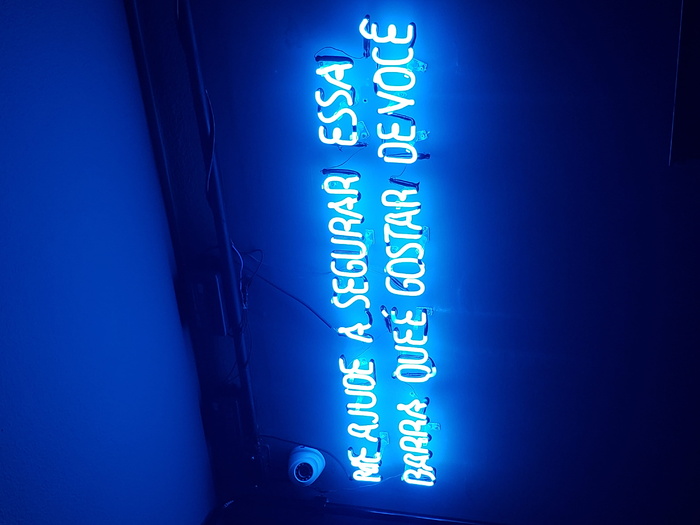 ME AJUDE A SEGURAR ESSA
BARRA QUE É GOSTAR DE VOCÊ